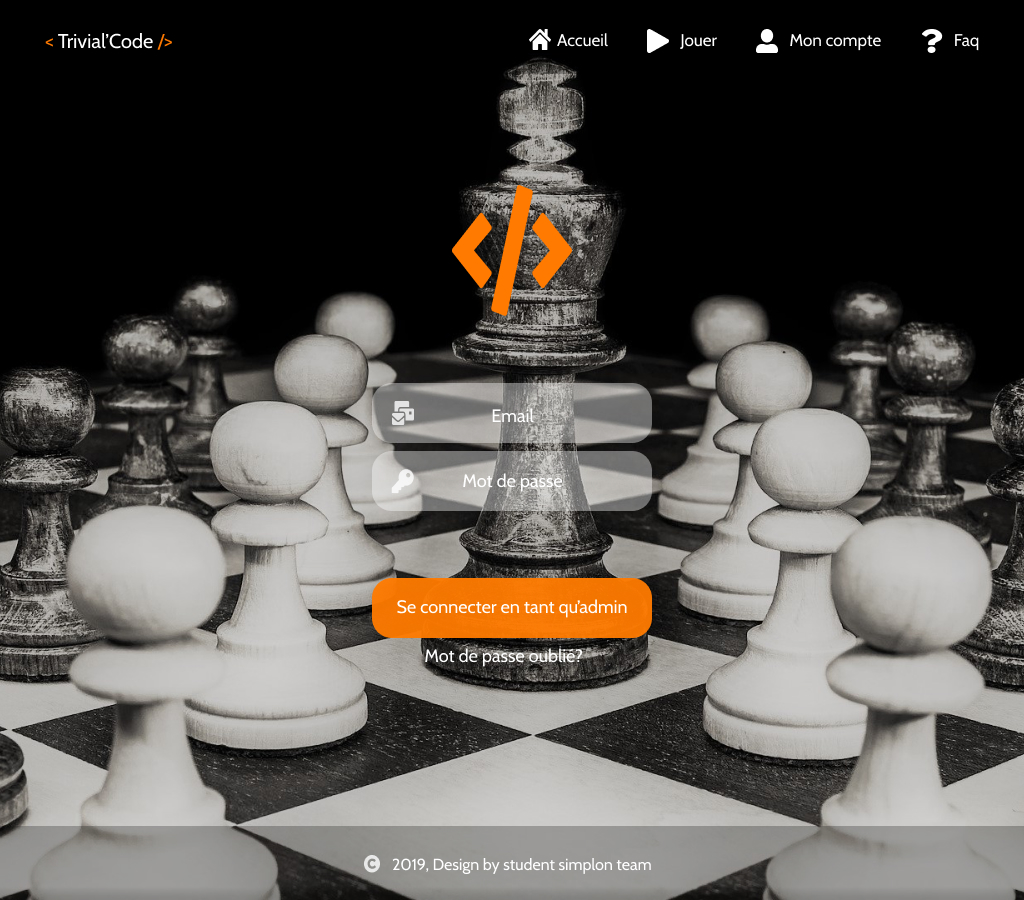 < Trivial'Code />
Accueil
Jouer
Mon compte
Faq
</>
Email
Mot de passe
Se connecter en tant qu'admin
Mot de passe oublié?
© 2019, Design by student simplon team